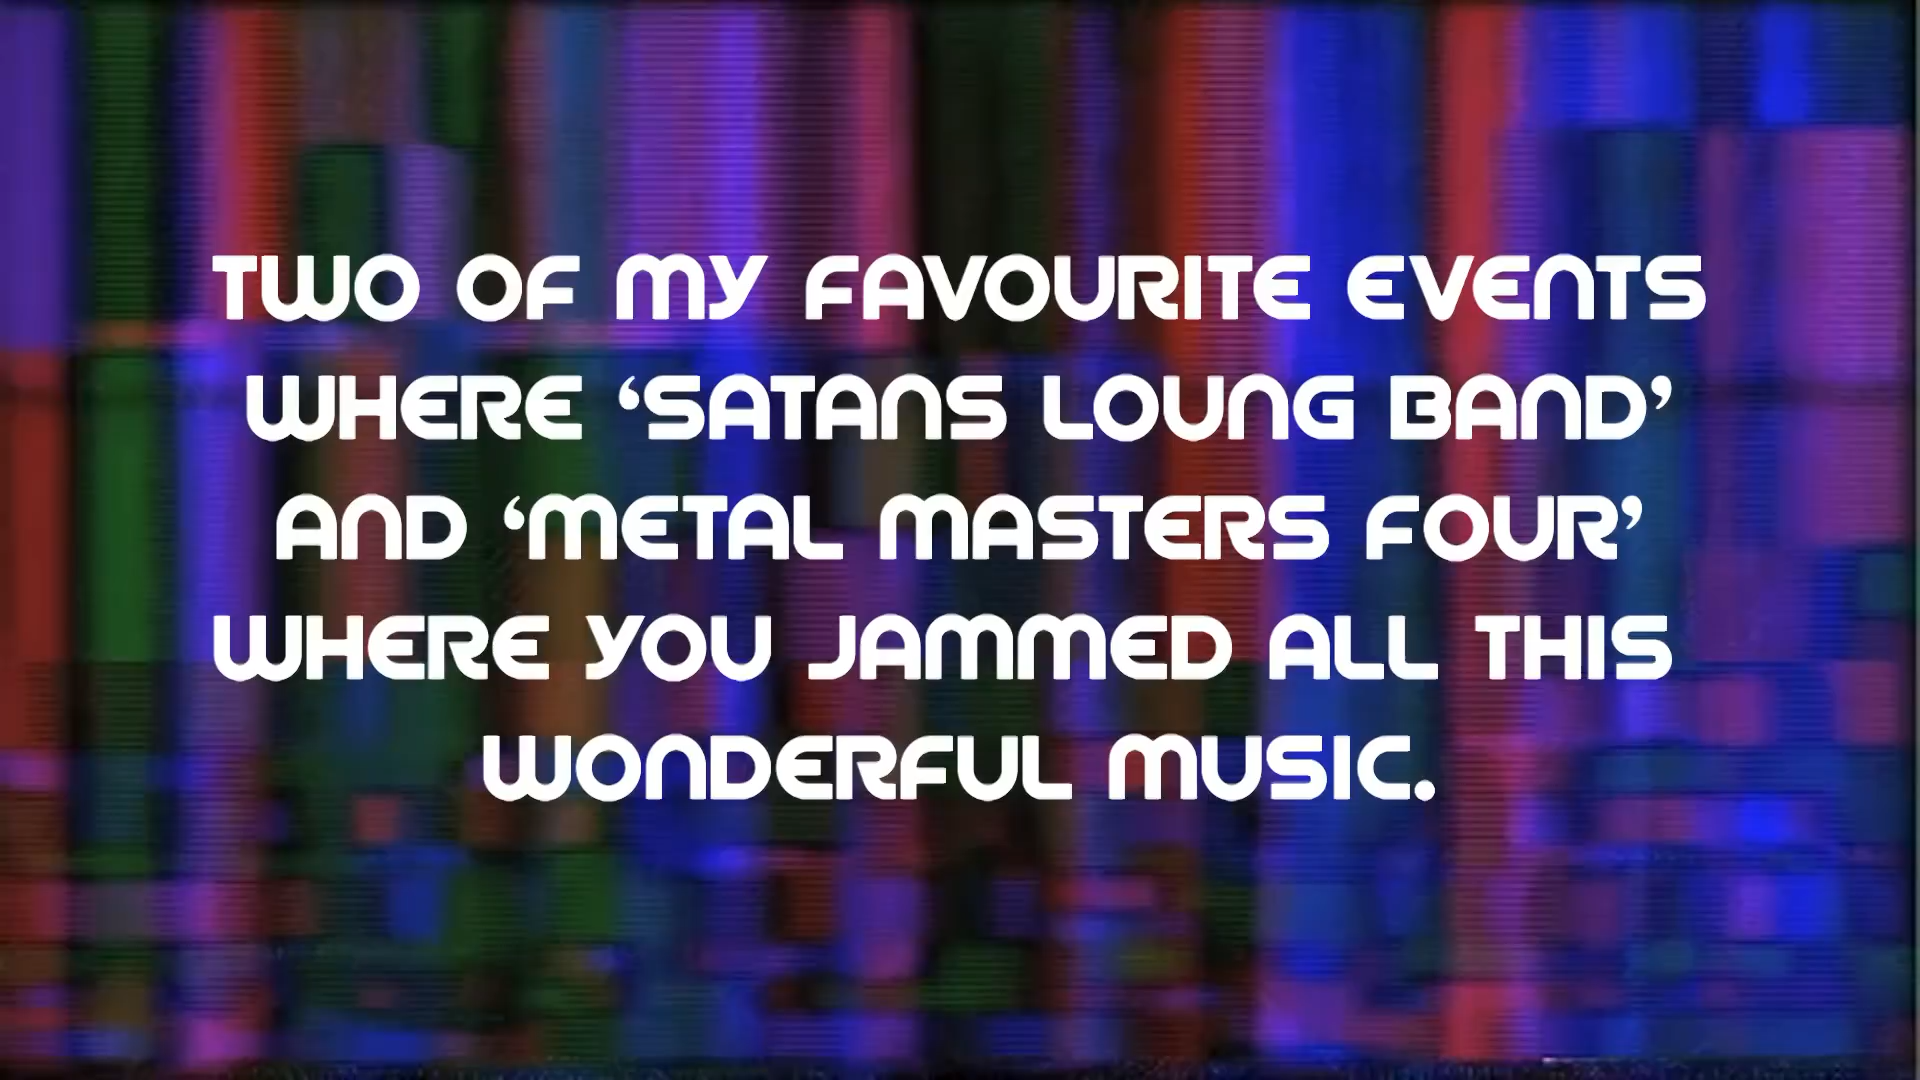 TWO OF MY FAVOURITE EVENTS
WHERE ‘SATANS LOUNG BAND’
AND ‘METAL MASTERS FOUR’
WHERE YOU JAMMED ALL THIS
WONDERFUL MUSIC.